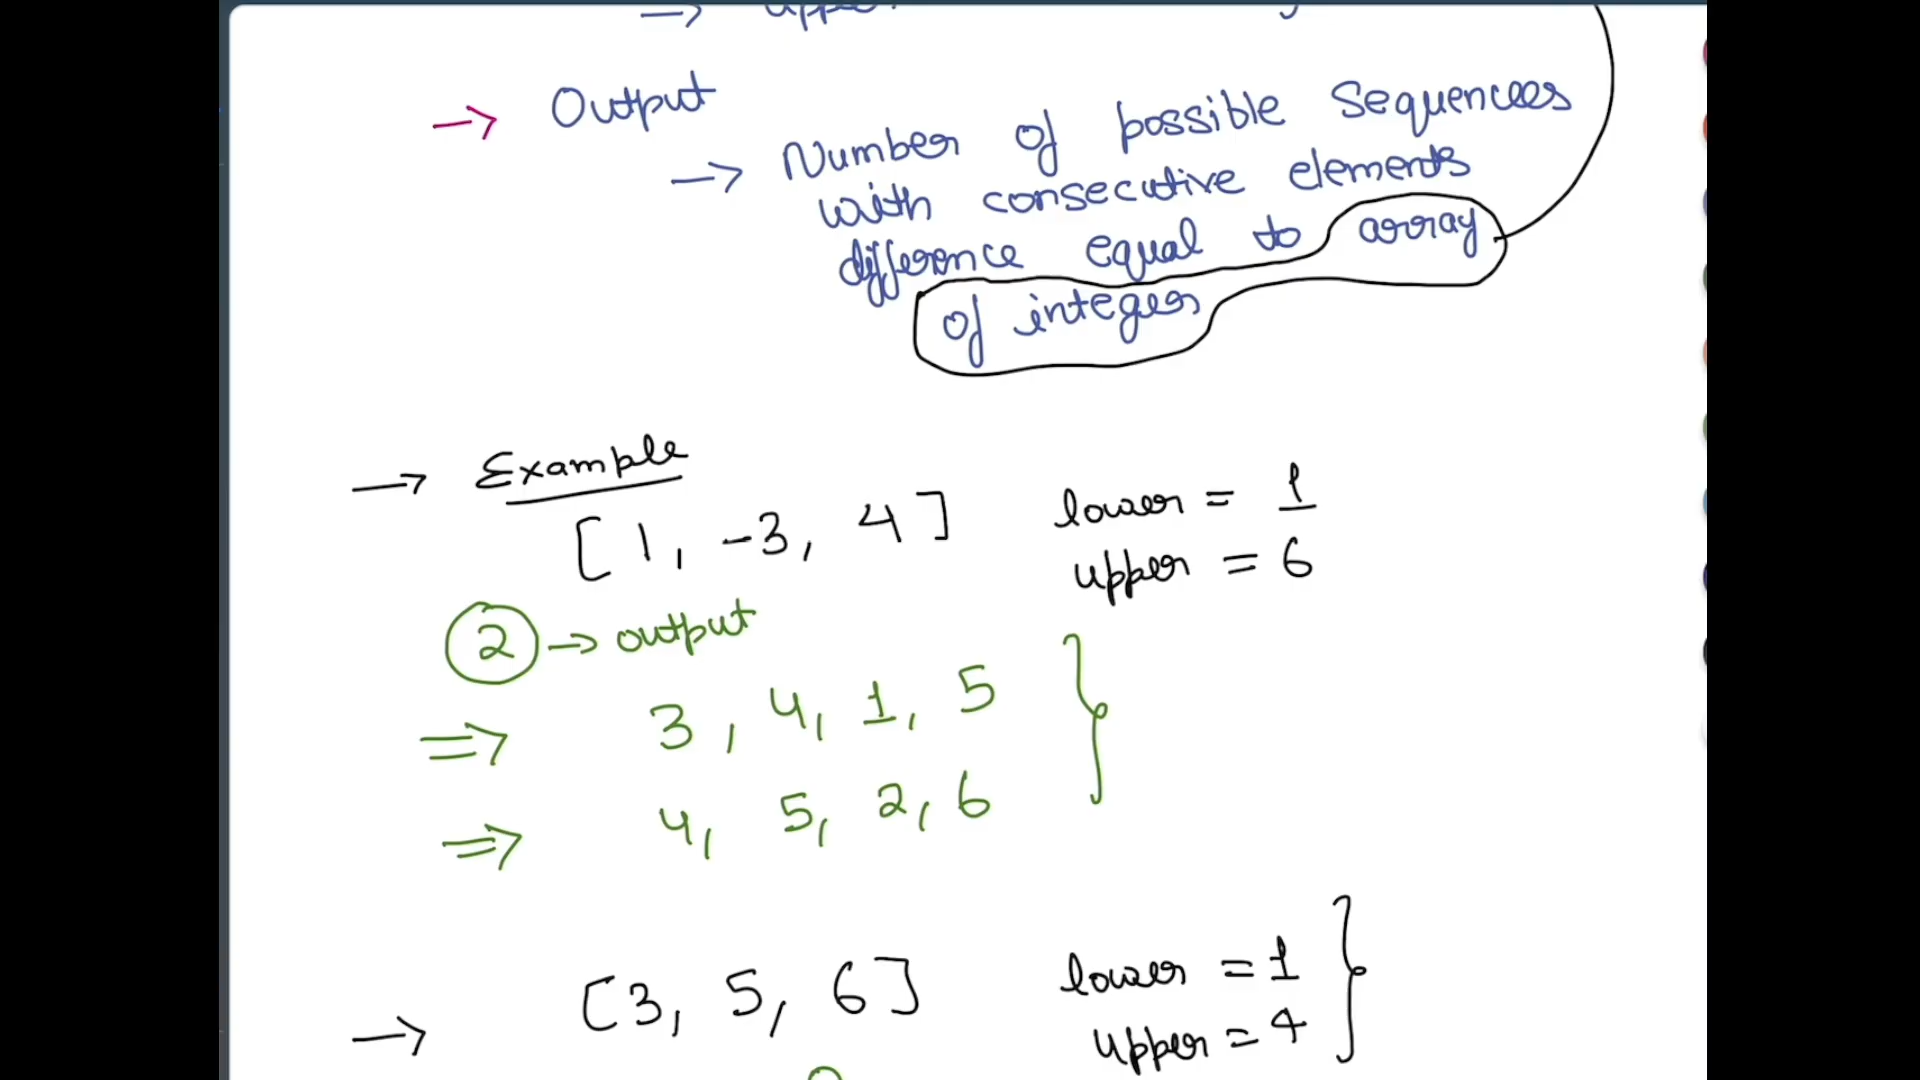 → Output
→ Number of possible Sequences
with consecutive elements
difference equal to array
of integers
→ Example
[1, -3, 4] lower = 1
upper = 6
2 → output
⇒ 3, 4, 1, 5
⇒ 4, 5, 2, 6
→ [3, 5, 6] lower = 1
upper = 4